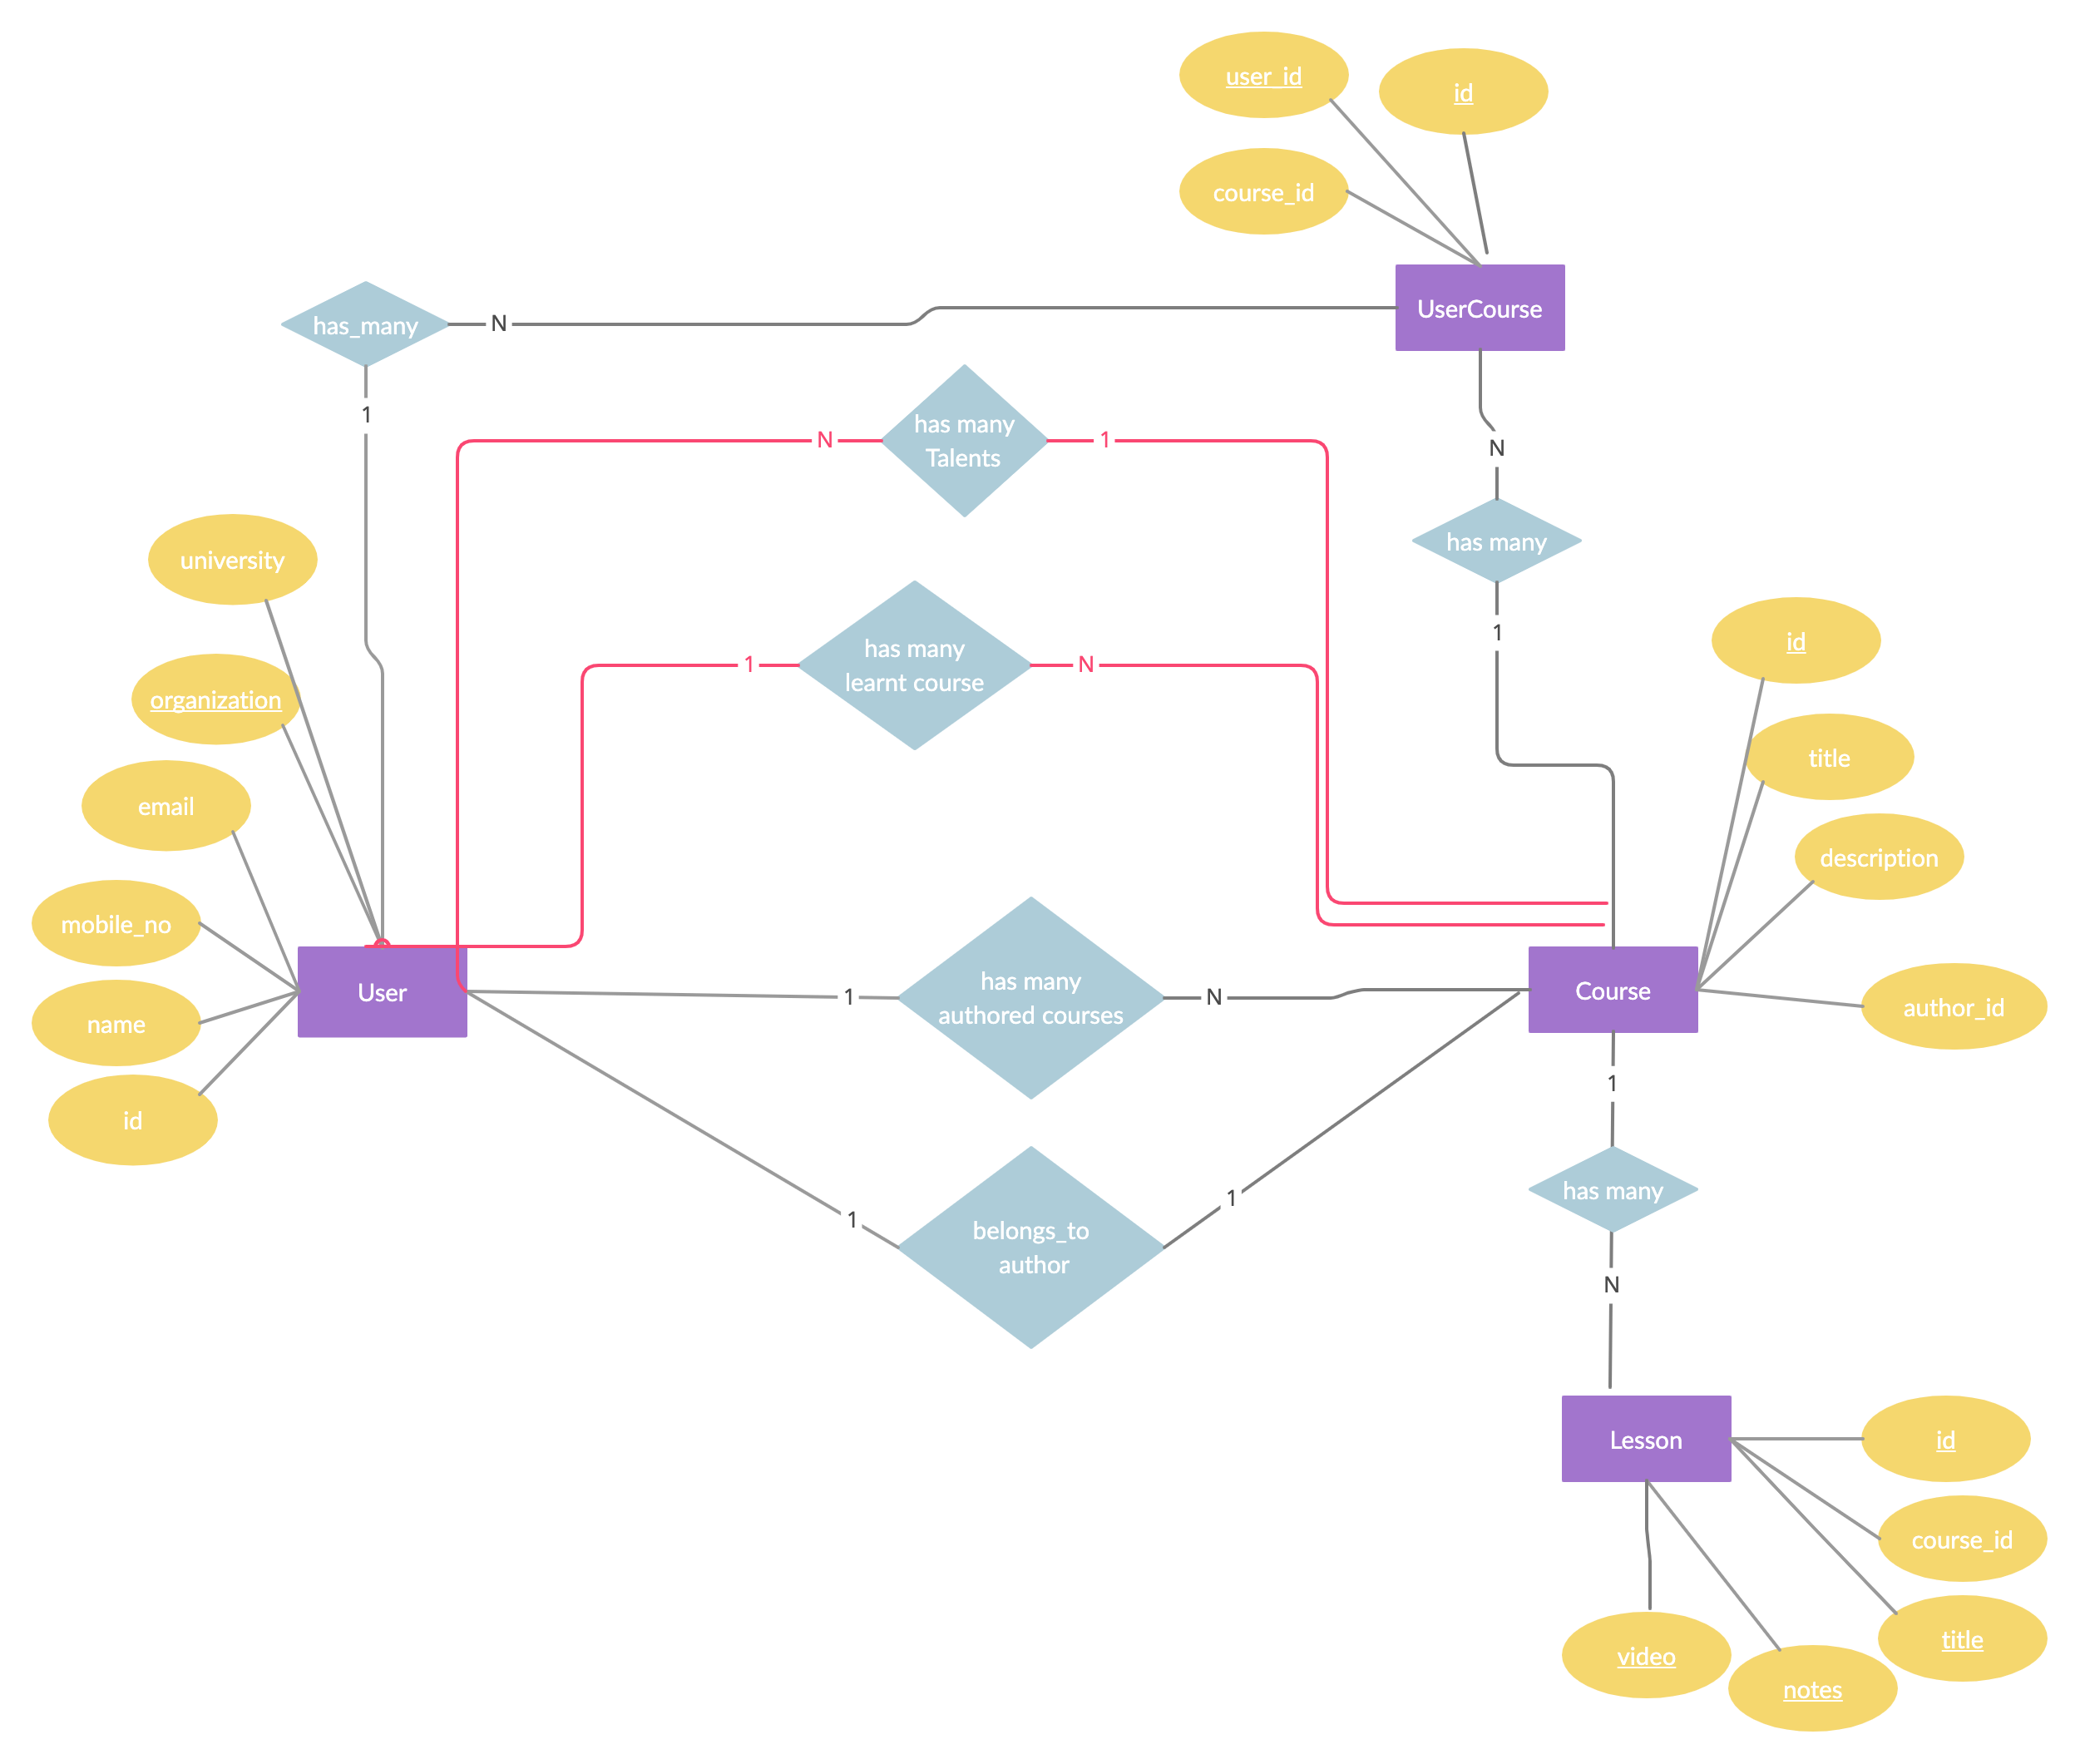 user_id
id
course_id
UserCourse
has_many
N
1
has many
Talents
N
1
N
has many
1
university
organization
email
mobile_no
name
id
User
has many
learnt course
1
N
id
title
description
author_id
Course
has many
authored courses
1
N
belongs_to
author
1
1
1
has many
N
Lesson
id
course_id
title
notes
video